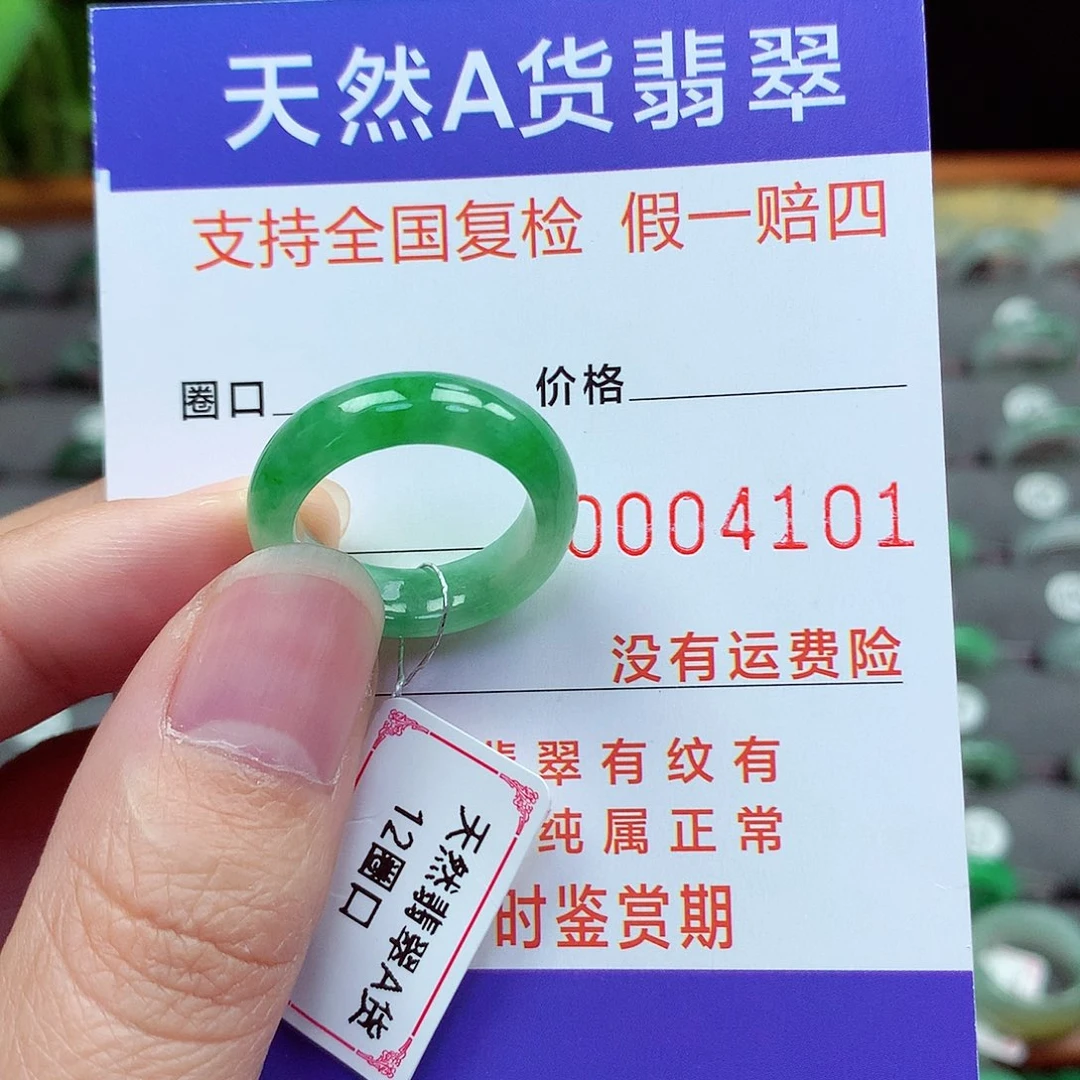 天然A货翡翠
支持全国复检 假一赔四
圈口 价格
0004101
没有运费险
翠有纹有
纯属正常
时鉴赏期
天然翡翠A货
12圈口